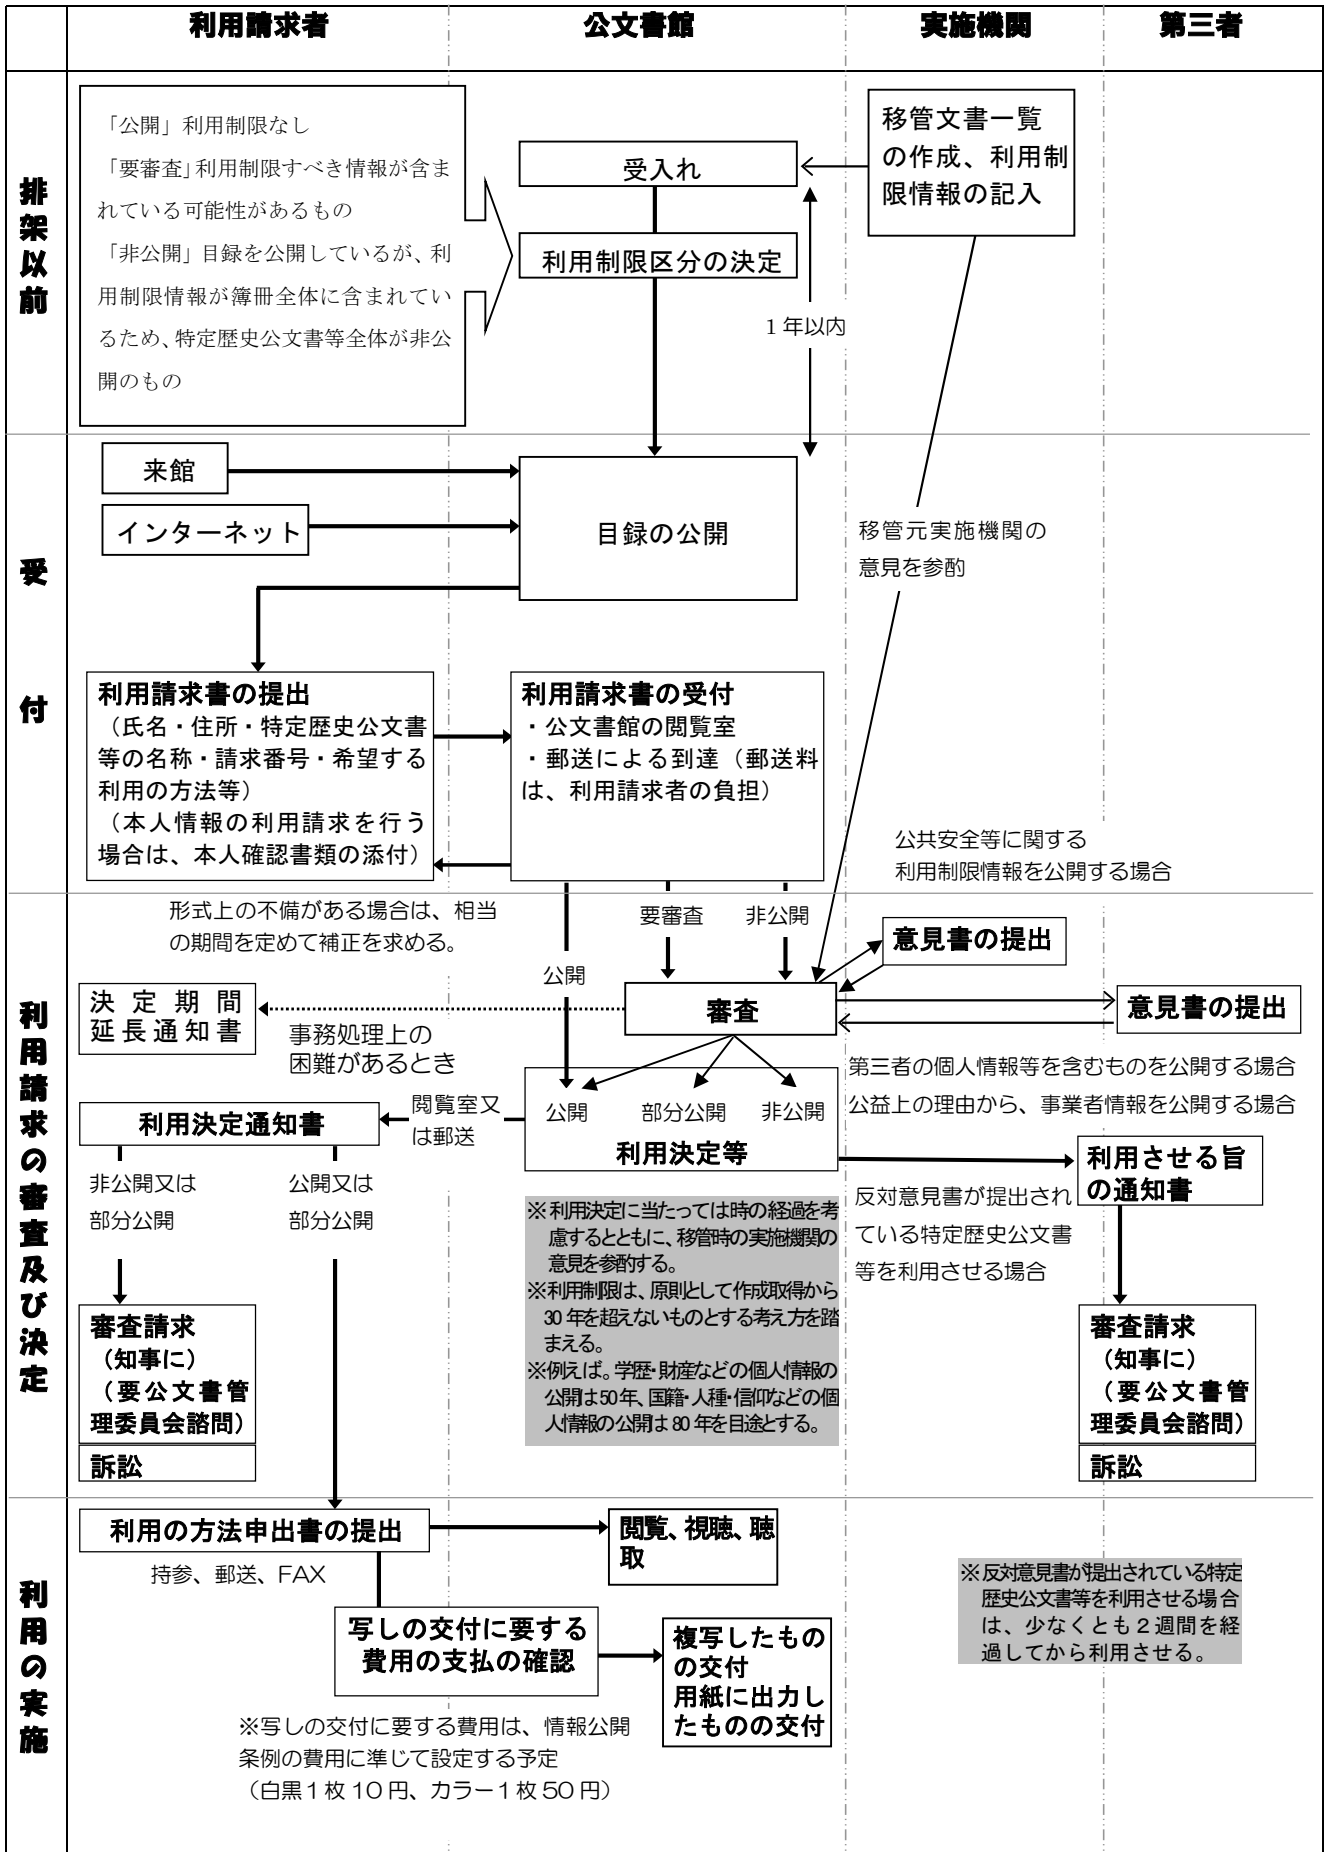 利用請求者
公文書館
実施機関
第三者
排架以前
「公開」利用制限なし
「要審査」利用制限すべき情報が含ま
れている可能性があるもの
「非公開」目録を公開しているが、利
用制限情報が簿冊全体に含まれてい
るため、特定歴史公文書等全体が非公
開のもの
受入れ
利用制限区分の決定
移管文書一覧
の作成、利用制
限情報の記入
1年以内
受付
来館
インターネット
目録の公開
移管元実施機関の
意見を参酌
利用請求書の提出
(氏名・住所・特定歴史公文書
等の名称・請求番号・希望する
利用の方法等)
(本人情報の利用請求を行う
場合は、本人確認書類の添付)
利用請求書の受付
・公文書館の閲覧室
・郵送による到達(郵送料
は、利用請求者の負担)
公共安全等に関する
利用制限情報を公開する場合
利用請求の審査及び決定
形式上の不備がある場合は、相当
の期間を定めて補正を求める。
公開
要審査
非公開
意見書の提出
決定期間
延長通知書
事務処理上の
困難があるとき
審査
意見書の提出
第三者の個人情報等を含むものを公開する場合
公益上の理由から、事業者情報を公開する場合
利用決定通知書
閲覧室又
は郵送
公開 部分公開 非公開
利用決定等
利用させる旨
の通知書
非公開又は
部分公開
公開又は
部分公開
※利用決定に当たっては時の経過を考
慮するとともに、移管時の実施機関の
意見を参酌する。
※利用制限は、原則として作成取得から
30年を超えないものとする考え方を踏
まえる。
※例えば。学歴・財産などの個人情報の
公開は50年、国籍・人種・信仰などの個
人情報の公開は80年を目途とする。
反対意見書が提出され
ている特定歴史公文書
等を利用させる場合
審査請求
(知事に)
(要公文書管
理委員会諮問)
訴訟
審査請求
(知事に)
(要公文書管
理委員会諮問)
訴訟
利用の実施
利用の方法申出書の提出
持参、郵送、FAX
閲覧、視聴、聴
取
写しの交付に要する
費用の支払の確認
複写したもの
の交付
用紙に出力し
たものの交付
※反対意見書が提出されている特定
歴史公文書等を利用させる場合
は、少なくとも2週間を経
過してから利用させる。
※写しの交付に要する費用は、情報公開
条例の費用に準じて設定する予定
(白黒1枚10円、カラー1枚50円)